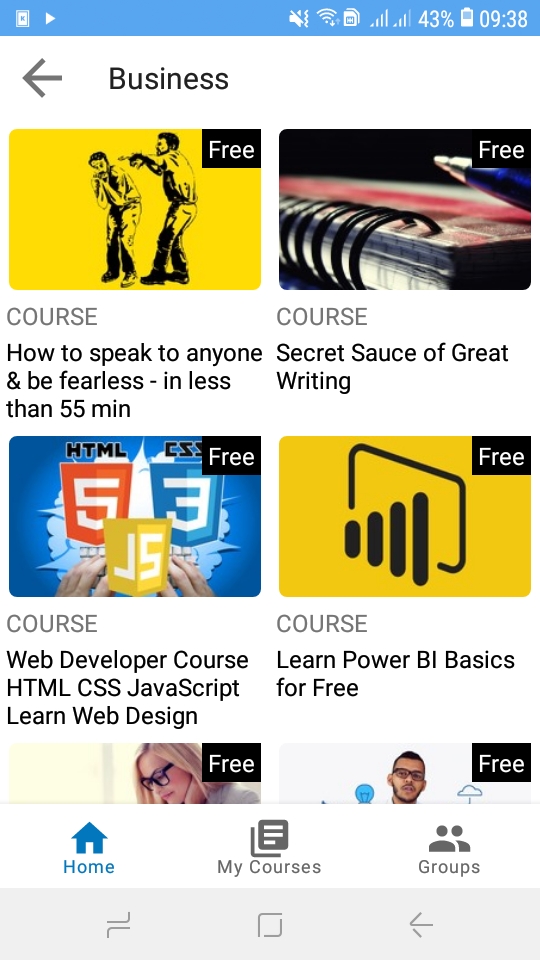 43% 09:38
Business
Free
Free
COURSE
How to speak to anyone
& be fearless - in less
than 55 min
COURSE
Secret Sauce of Great
Writing
HTML CSS
5 3
JS
Free
Free
COURSE
Web Developer Course
HTML CSS JavaScript
Learn Web Design
COURSE
Learn Power BI Basics
for Free
Free
Free
Home
My Courses
Groups